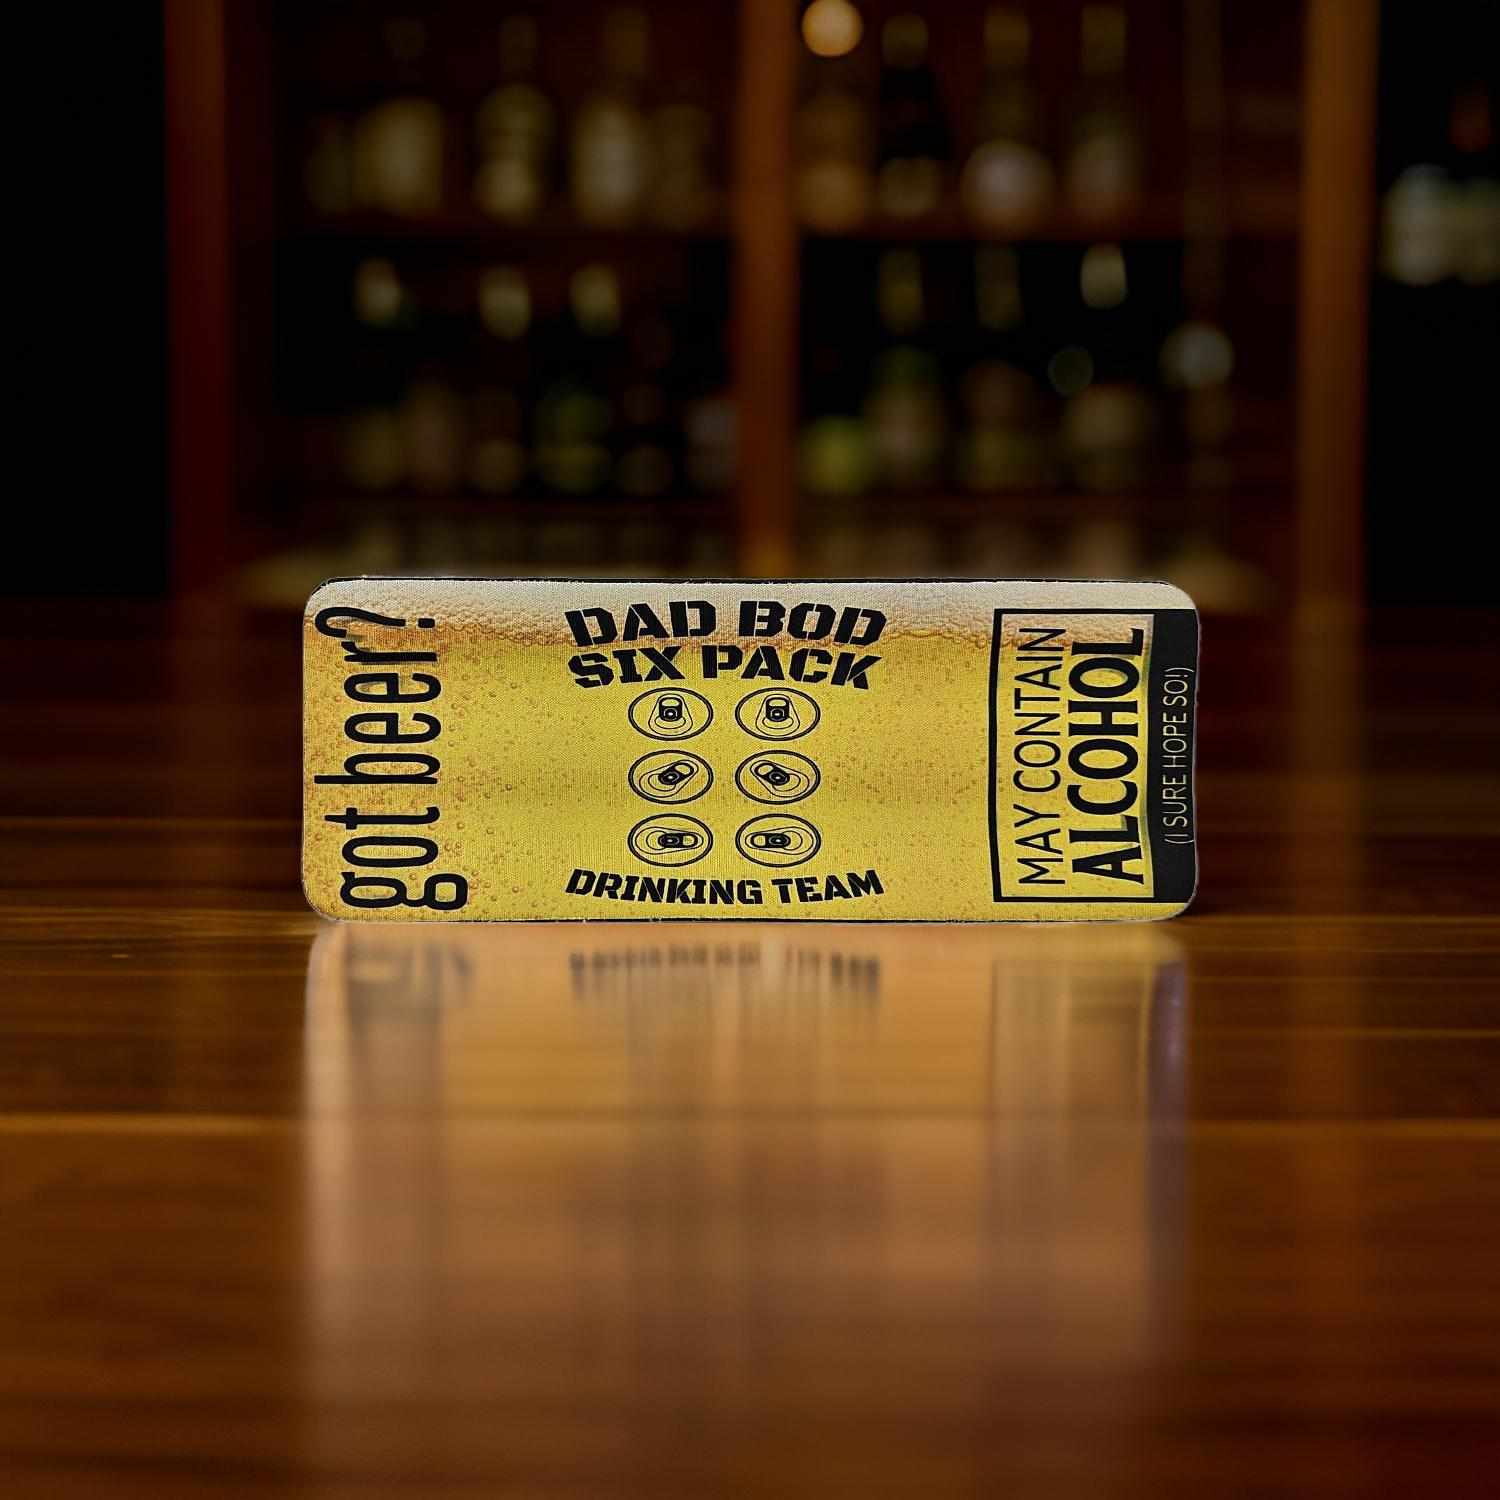 got beer?
DAD BOD
SIX PACK
DRINKING TEAM
MAY CONTAIN
ALCOHOL
(I SURE HOPE SO!)